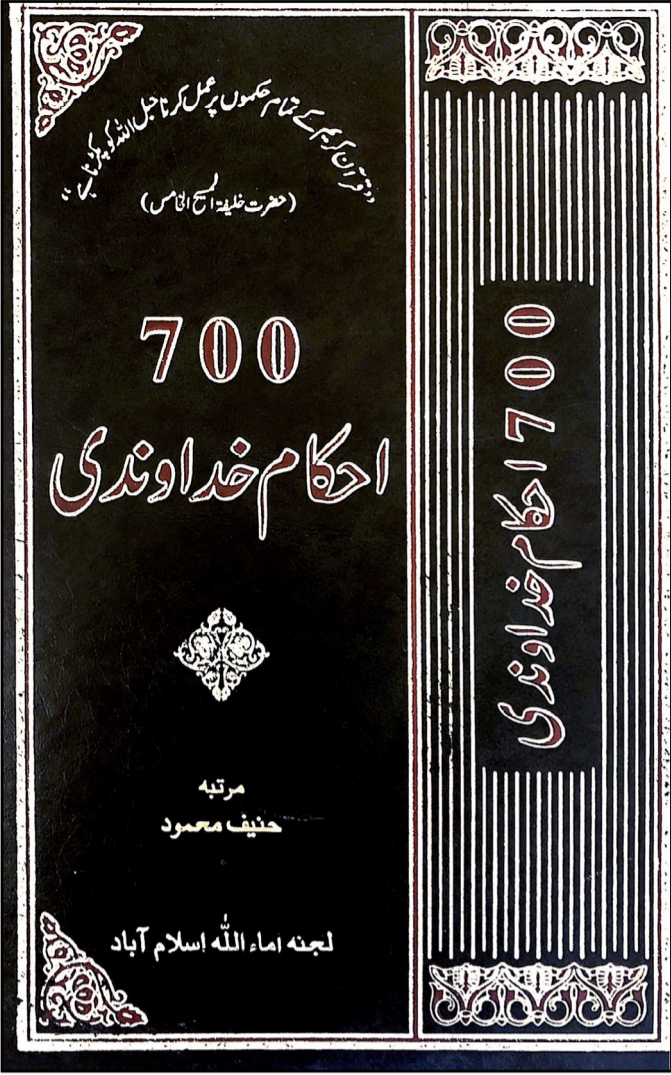 ”قرآن کریم کے تمام حکموں پر عمل کرنا حبل اللہ کو پکڑنا ہے“
(حضرت خلیفۃ المسیح الخامس)
700
احکام خداوندی
مرتبہ
حنیف محمود
لجنہ اماء اللّٰہ اسلام آباد
700 احکام خداوندی